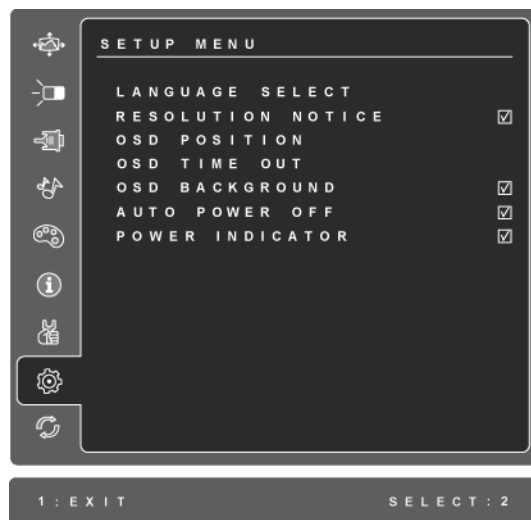 SETUP MENU
LANGUAGE SELECT
RESOLUTION NOTICE
OSD POSITION
OSD TIME OUT
OSD BACKGROUND
AUTO POWER OFF
POWER INDICATOR
1:EXIT SELECT:2